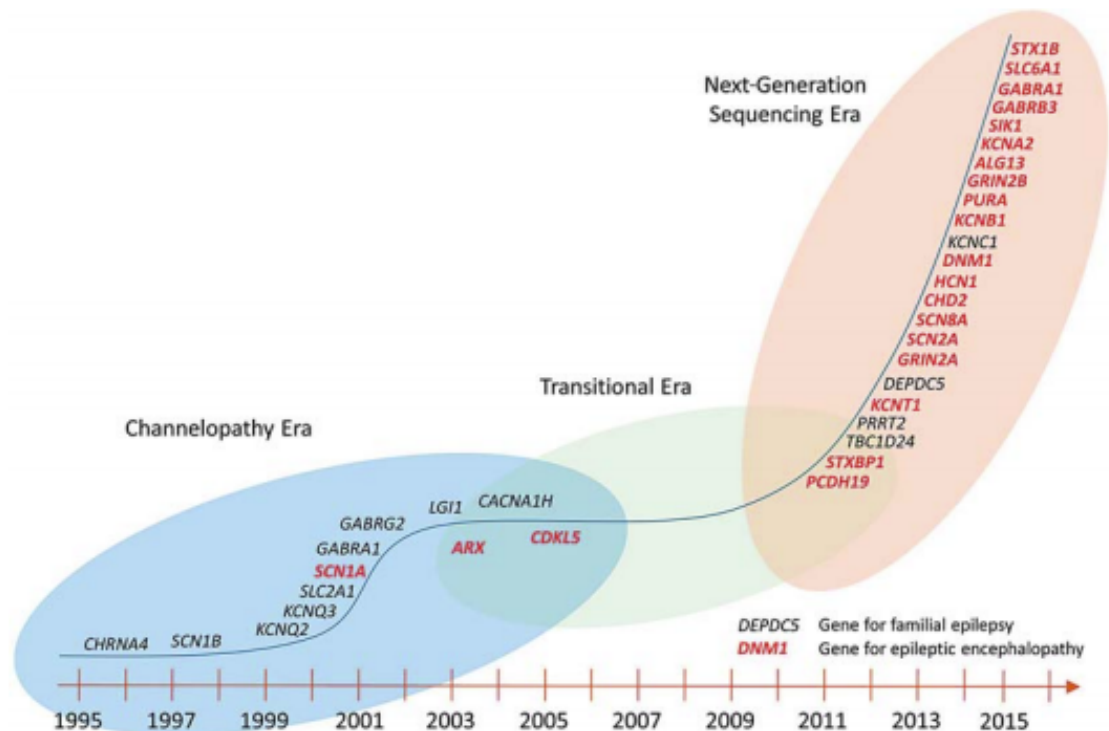 Next-Generation
Sequencing Era
STX1B
SLC6A1
GABRA1
GABRB3
SIK1
KCNA2
ALG13
GRIN2B
PURA
KCNB1
KCNC1
DNM1
HCN1
CHD2
SCN8A
SCN2A
GRIN2A
DEPDC5
KCNT1
PRRT2
TBC1D24
STXBP1
PCDH19
Transitional Era
Channelopathy Era
CACNA1H
LGI1
GABRG2
CDKL5
ARX
GABRA1
SCN1A
SLC2A1
KCNQ3
KCNQ2
SCN1B
CHRNA4
DEPDC5 Gene for familial epilepsy
DNM1 Gene for epileptic encephalopathy
1995 1997 1999 2001 2003 2005 2007 2009 2011 2013 2015